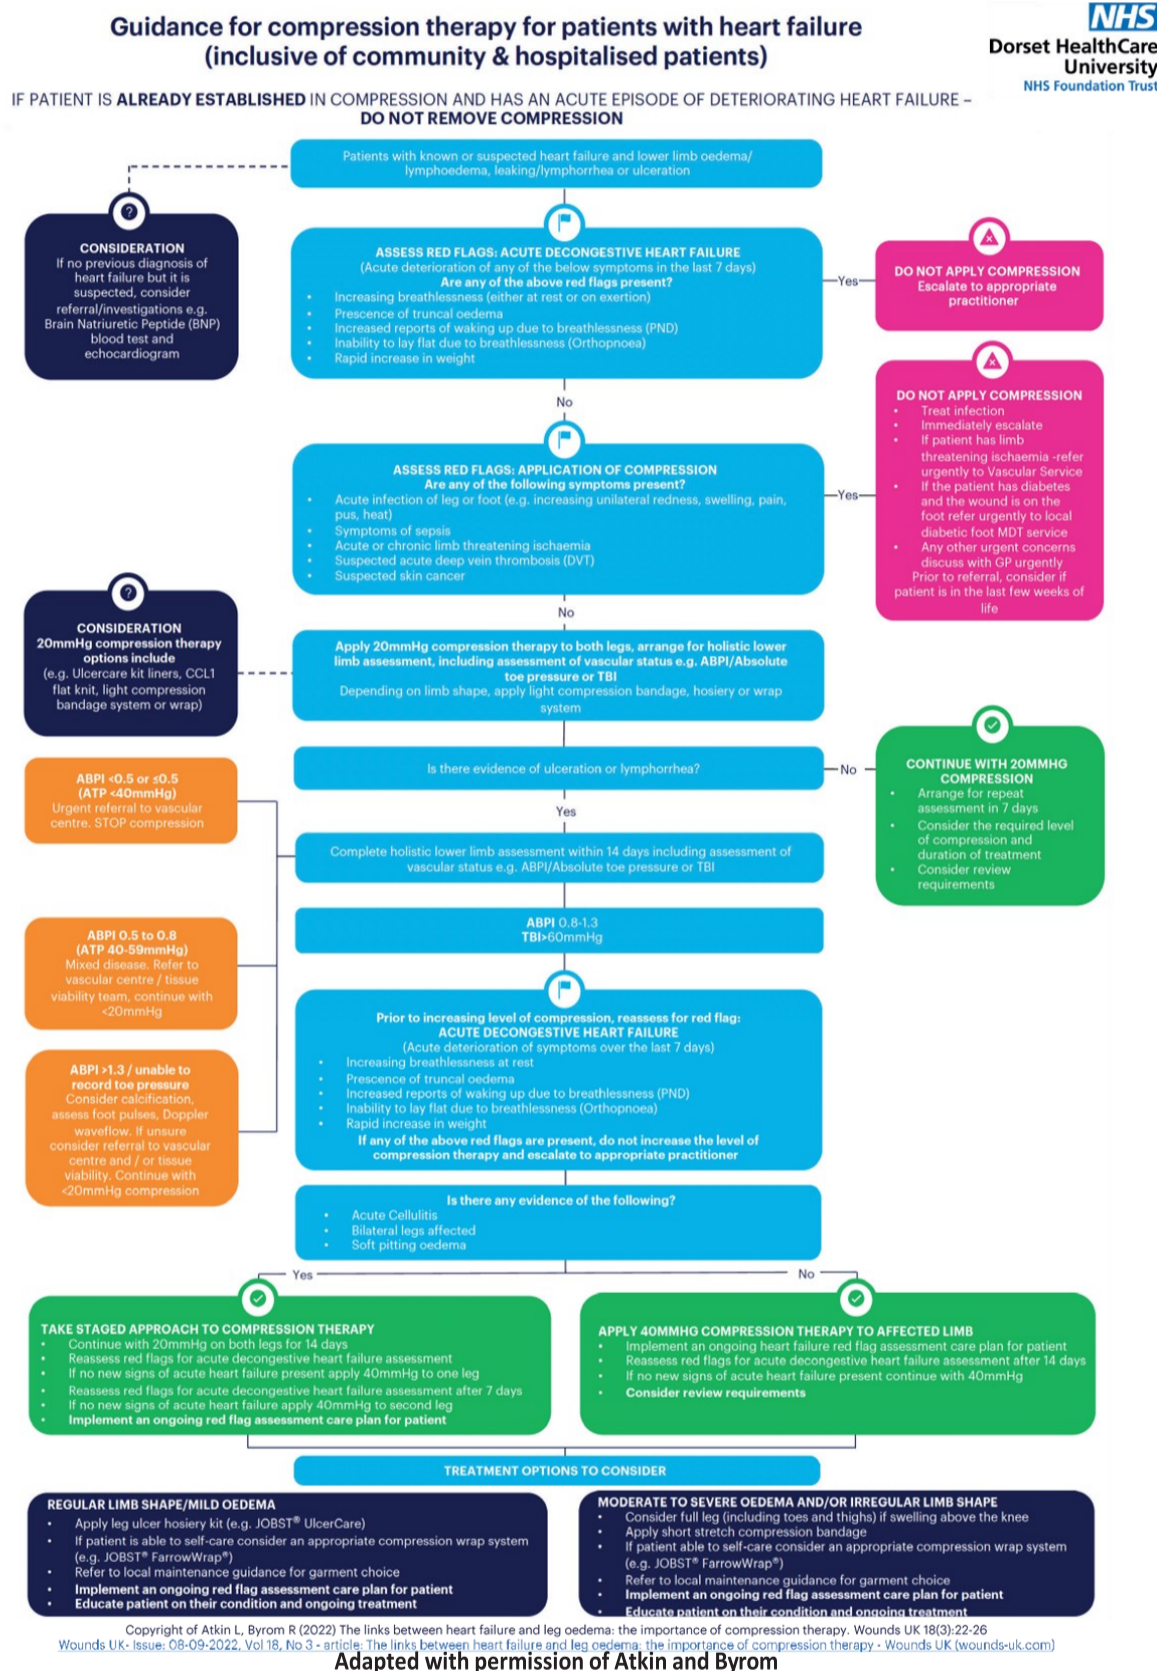 Guidance for compression therapy for patients with heart failure
(inclusive of community & hospitalised patients)
NHS
Dorset HealthCare
University
NHS Foundation Trust
IF PATIENT IS ALREADY ESTABLISHED IN COMPRESSION AND HAS AN ACUTE EPISODE OF DETERIORATING HEART FAILURE –
DO NOT REMOVE COMPRESSION
Patients with known or suspected heart failure and lower limb oedema/
lymphoedema, leaking/lymphorrhea or ulceration
?
CONSIDERATION
If no previous diagnosis of
heart failure but it is
suspected, consider
referral/investigations e.g.
Brain Natriuretic Peptide (BNP)
blood test and
echocardiogram
ASSESS RED FLAGS: ACUTE DECONGESTIVE HEART FAILURE
(Acute deterioration of any of the below symptoms in the last 7 days)
Are any of the above red flags present?
• Increasing breathlessness (either at rest or on exertion)
• Prescence of truncal oedema
• Increased reports of waking up due to breathlessness (PND)
• Inability to lay flat due to breathlessness (Orthopnoea)
• Rapid increase in weight
Yes
DO NOT APPLY COMPRESSION
Escalate to appropriate
practitioner
No
ASSESS RED FLAGS: APPLICATION OF COMPRESSION
Are any of the following symptoms present?
• Acute infection of leg or foot (e.g. increasing unilateral redness, swelling, pain,
pus, heat)
• Symptoms of sepsis
• Acute or chronic limb threatening ischaemia
• Suspected acute deep vein thrombosis (DVT)
• Suspected skin cancer
Yes
DO NOT APPLY COMPRESSION
• Treat infection
• Immediately escalate
• If patient has limb
threatening ischaemia -refer
urgently to Vascular Service
• If the patient has diabetes
and the wound is on the
foot refer urgently to local
diabetic foot MDT service
• Any other urgent concerns
discuss with GP urgently
Prior to referral, consider if
patient is in the last few weeks of
life
No
?
CONSIDERATION
20mmHg compression therapy
options include
(e.g. Ulcercare kit liners, CCL1
flat knit, light compression
bandage system or wrap)
Apply 20mmHg compression therapy to both legs, arrange for holistic lower
limb assessment, including assessment of vascular status e.g. ABPI/Absolute
toe pressure or TBI
Depending on limb shape, apply light compression bandage, hosiery or wrap
system
Is there evidence of ulceration or lymphorrhea?
No
CONTINUE WITH 20MMHG
COMPRESSION
• Arrange for repeat
assessment in 7 days
• Consider the required level
of compression and
duration of treatment
• Consider review
requirements
Yes
Complete holistic lower limb assessment within 14 days including assessment of
vascular status e.g. ABPI/Absolute toe pressure or TBI
ABPI <0.5 or ≤0.5
(ATP <40mmHg)
Urgent referral to vascular
centre. STOP compression
ABPI 0.5 to 0.8
(ATP 40-59mmHg)
Mixed disease. Refer to
vascular centre / tissue
viability team, continue with
<20mmHg
ABPI >1.3 / unable to
record toe pressure
Consider calcification,
assess foot pulses, Doppler
waveflow. If unsure
consider referral to vascular
centre and / or tissue
viability. Continue with
<20mmHg compression
ABPI 0.8-1.3
TBI>60mmHg
Prior to increasing level of compression, reassess for red flag:
ACUTE DECONGESTIVE HEART FAILURE
(Acute deterioration of symptoms over the last 7 days)
• Increasing breathlessness at rest
• Prescence of truncal oedema
• Increased reports of waking up due to breathlessness (PND)
• Inability to lay flat due to breathlessness (Orthopnoea)
• Rapid increase in weight
If any of the above red flags are present, do not increase the level of
compression therapy and escalate to appropriate practitioner
Is there any evidence of the following?
• Acute Cellulitis
• Bilateral legs affected
• Soft pitting oedema
Yes
No
TAKE STAGED APPROACH TO COMPRESSION THERAPY
• Continue with 20mmHg on both legs for 14 days
• Reassess red flags for acute decongestive heart failure assessment
• If no new signs of acute heart failure present apply 40mmHg to one leg
• Reassess red flags for acute decongestive heart failure assessment after 7 days
• If no new signs of acute heart failure apply 40mmHg to second leg
• Implement an ongoing red flag assessment care plan for patient
APPLY 40MMHG COMPRESSION THERAPY TO AFFECTED LIMB
• Implement an ongoing heart failure red flag assessment care plan for patient
• Reassess red flags for acute decongestive heart failure assessment after 14 days
• If no new signs of acute heart failure present continue with 40mmHg
• Consider review requirements
TREATMENT OPTIONS TO CONSIDER
REGULAR LIMB SHAPE/MILD OEDEMA
• Apply leg ulcer hosiery kit (e.g. JOBST® UlcerCare)
• If patient is able to self-care consider an appropriate compression wrap system
(e.g. JOBST® FarrowWrap®)
• Refer to local maintenance guidance for garment choice
• Implement an ongoing red flag assessment care plan for patient
• Educate patient on their condition and ongoing treatment
MODERATE TO SEVERE OEDEMA AND/OR IRREGULAR LIMB SHAPE
• Consider full leg (including toes and thighs) if swelling above the knee
• Apply short stretch compression bandage
• If patient able to self-care consider an appropriate compression wrap system
(e.g. JOBST® FarrowWrap®)
• Refer to local maintenance guidance for garment choice
• Implement an ongoing red flag assessment care plan for patient
• Educate patient on their condition and ongoing treatment
Copyright of Atkin L, Byrom R (2022) The links between heart failure and leg oedema: the importance of compression therapy. Wounds UK 18(3):22-26
Wounds UK- Issue: 08-09-2022, Vol 18, No 3 - article: The links between heart failure and leg oedema: the importance of compression therapy - Wounds UK (wounds-uk.com)
Adapted with permission of Atkin and Byrom